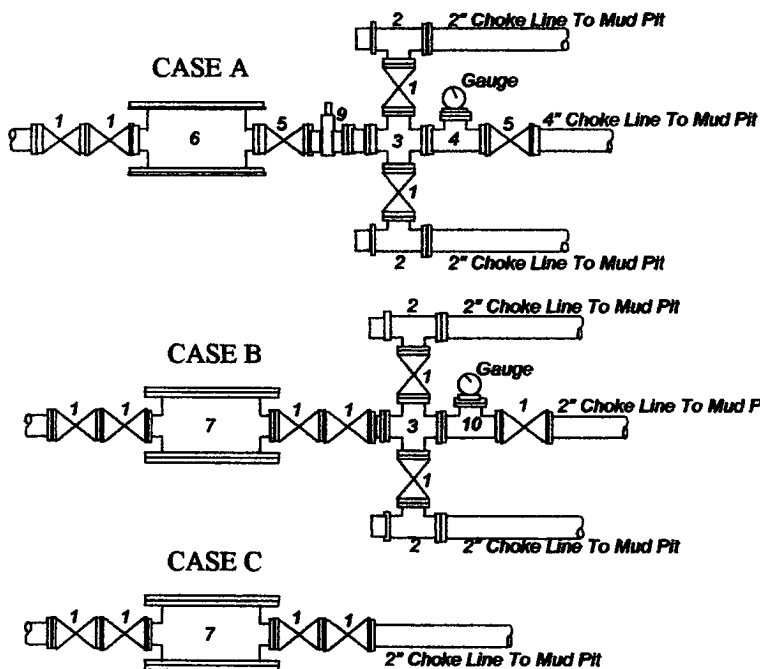 2 2" Choke Line To Mud Pit
CASE A
Gauge
1
1 1 6 5 9 3 4 5 4" Choke Line To Mud Pit
1
2 2" Choke Line To Mud Pit
2 2" Choke Line To Mud Pit
CASE B
Gauge
1
1 1 7 1 1 3 10 1 2" Choke Line To Mud P
1
2 2" Choke Line To Mud Pit
CASE C
1 1 7 1 1
2" Choke Line To Mud Pit